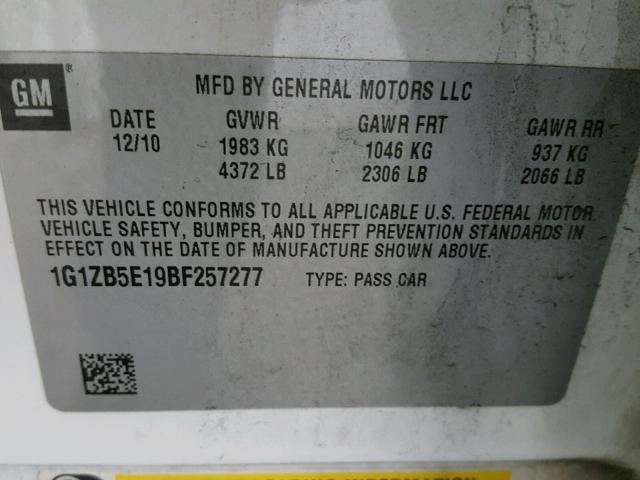 GM®
MFD BY GENERAL MOTORS LLC
DATE GVWR GAWR FRT GAWR RR
12/10 1983 KG 1046 KG 937 KG
4372 LB 2306 LB 2066 LB
THIS VEHICLE CONFORMS TO ALL APPLICABLE U.S. FEDERAL MOTOR
VEHICLE SAFETY, BUMPER, AND THEFT PREVENTION STANDARDS IN
EFFECT ON THE DATE OF MANUFACTURE SHOWN ABOVE.
1G1ZB5E19BF257277 TYPE: PASS CAR
LOADING INFORMATION